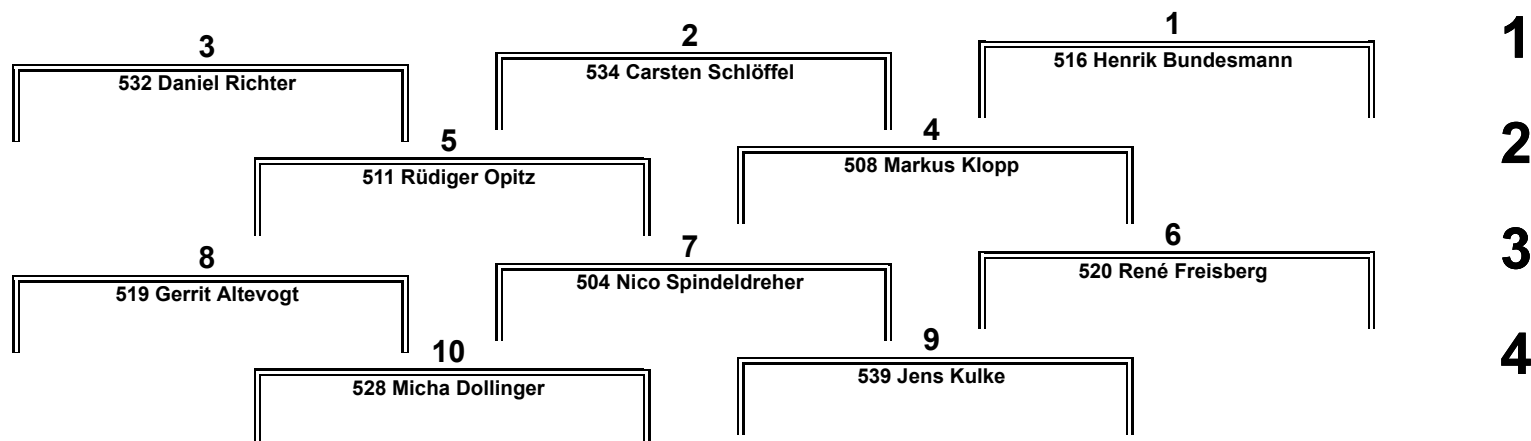 3 2 1 1
532 Daniel Richter 534 Carsten Schlöffel 516 Henrik Bundesmann
5 4 2
511 Rüdiger Opitz 508 Markus Klopp
8 7 6 3
519 Gerrit Altevogt 504 Nico Spindeldreher 520 René Freisberg
10 9 4
528 Micha Dollinger 539 Jens Kulke